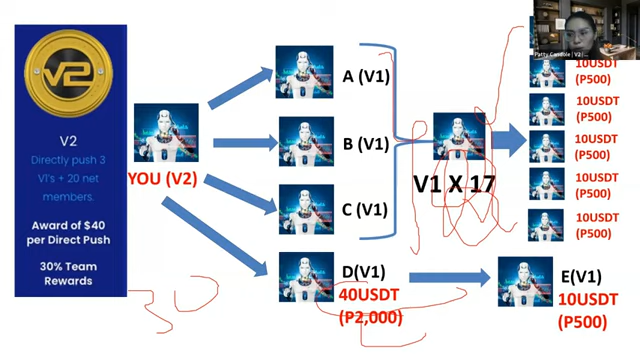 V2
V2
Directly push 3
V1's + 20 net
members.
Award of $40
per Direct Push
30% Team
Rewards
YOU (V2)
A (V1)
B (V1)
C (V1)
D(V1)
40USDT
(P2,000)
V1 X 17
E(V1)
10USDT
(P500)
10USDT
(P500)
10USDT
(P500)
10USDT
(P500)
10USDT
(P500)
10USDT
(P500)
30